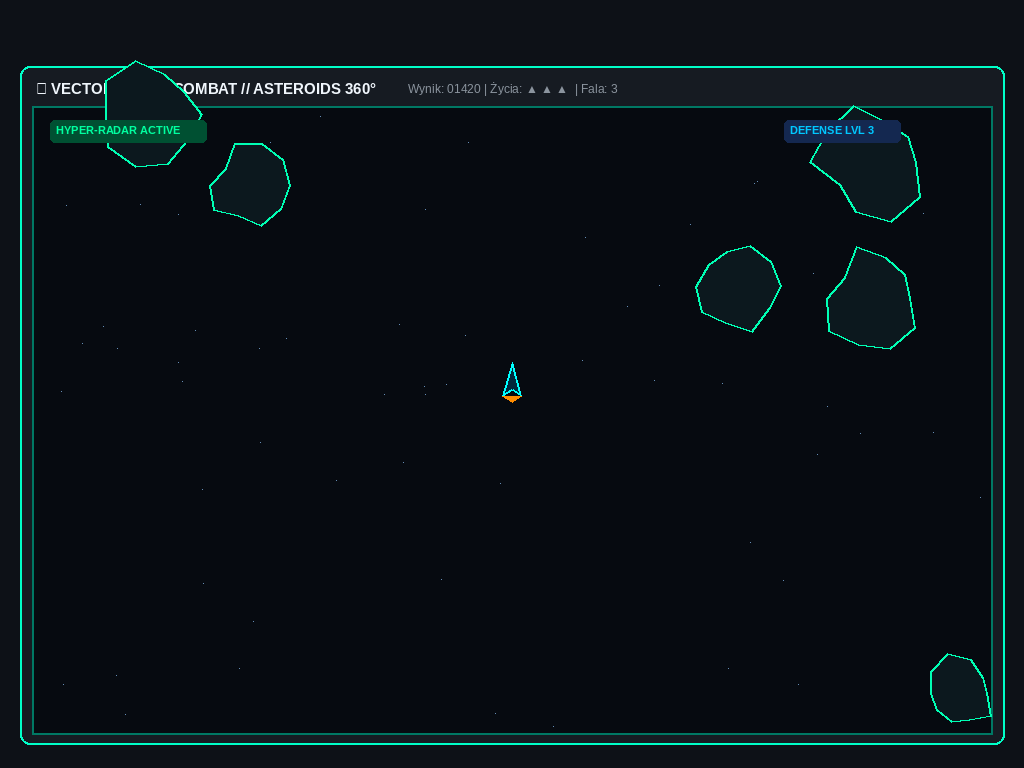 VECTOR COMBAT // ASTEROIDS 360°
Wynik: 01420 | Życia: ▲ ▲ ▲ | Fala: 3
HYPER-RADAR ACTIVE
DEFENSE LVL 3